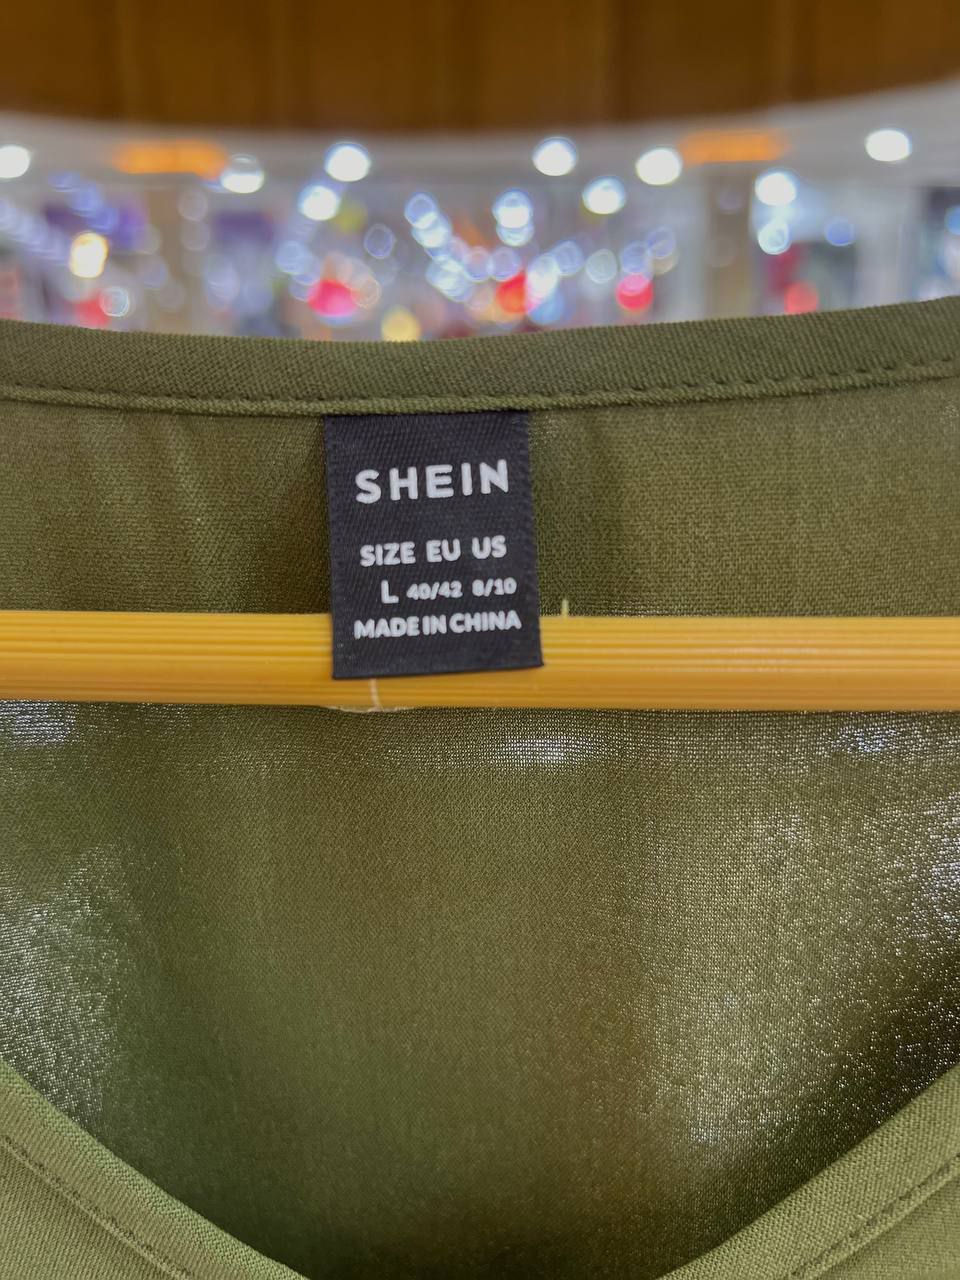 SHEIN
SIZE EU US
L 40/42 8/10
MADE IN CHINA